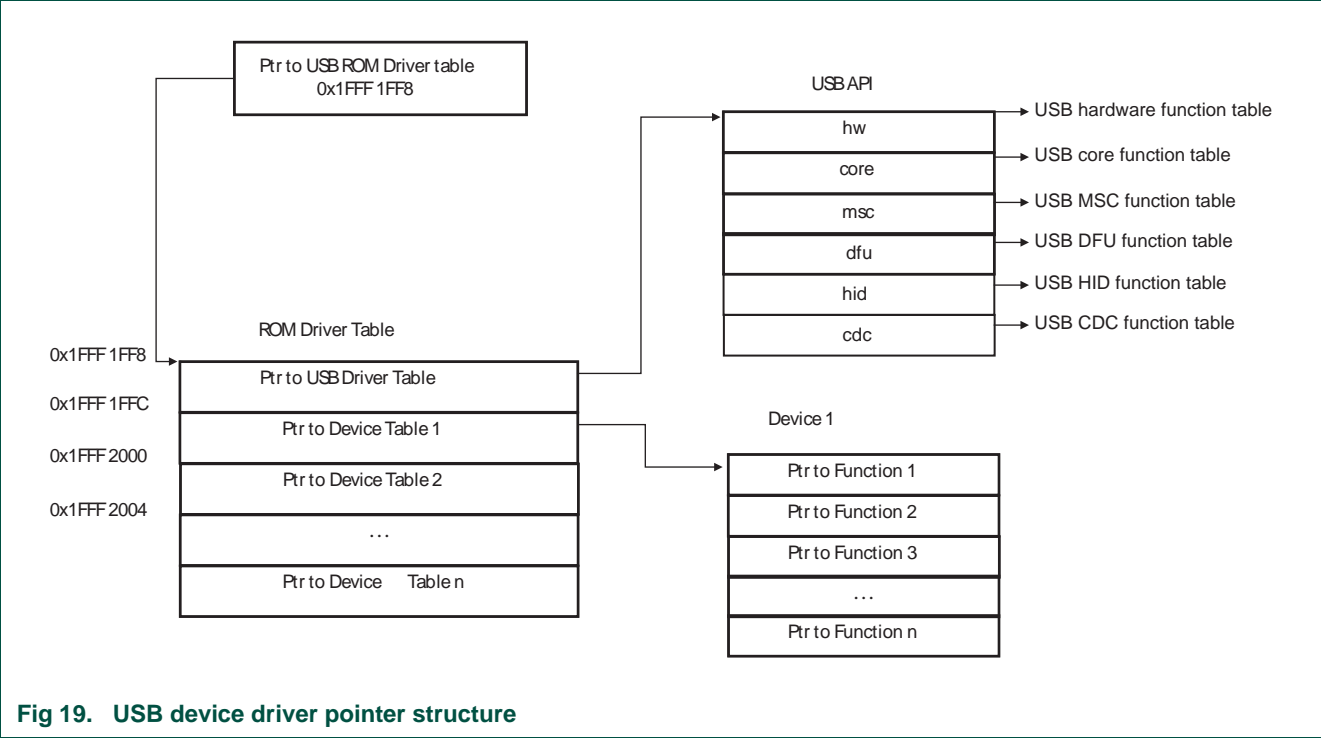 Ptr to USB ROM Driver table
0x1FFF 1FF8
USB API
hw
USB hardware function table
core
USB core function table
msc
USB MSC function table
dfu
USB DFU function table
hid
USB HID function table
cdc
USB CDC function table
ROM Driver Table
0x1FFF 1FF8
Ptr to USB Driver Table
0x1FFF 1FFC
Ptr to Device Table 1
0x1FFF 2000
Ptr to Device Table 2
0x1FFF 2004
...
Ptr to Device Table n
Device 1
Ptr to Function 1
Ptr to Function 2
Ptr to Function 3
...
Ptr to Function n
Fig 19. USB device driver pointer structure